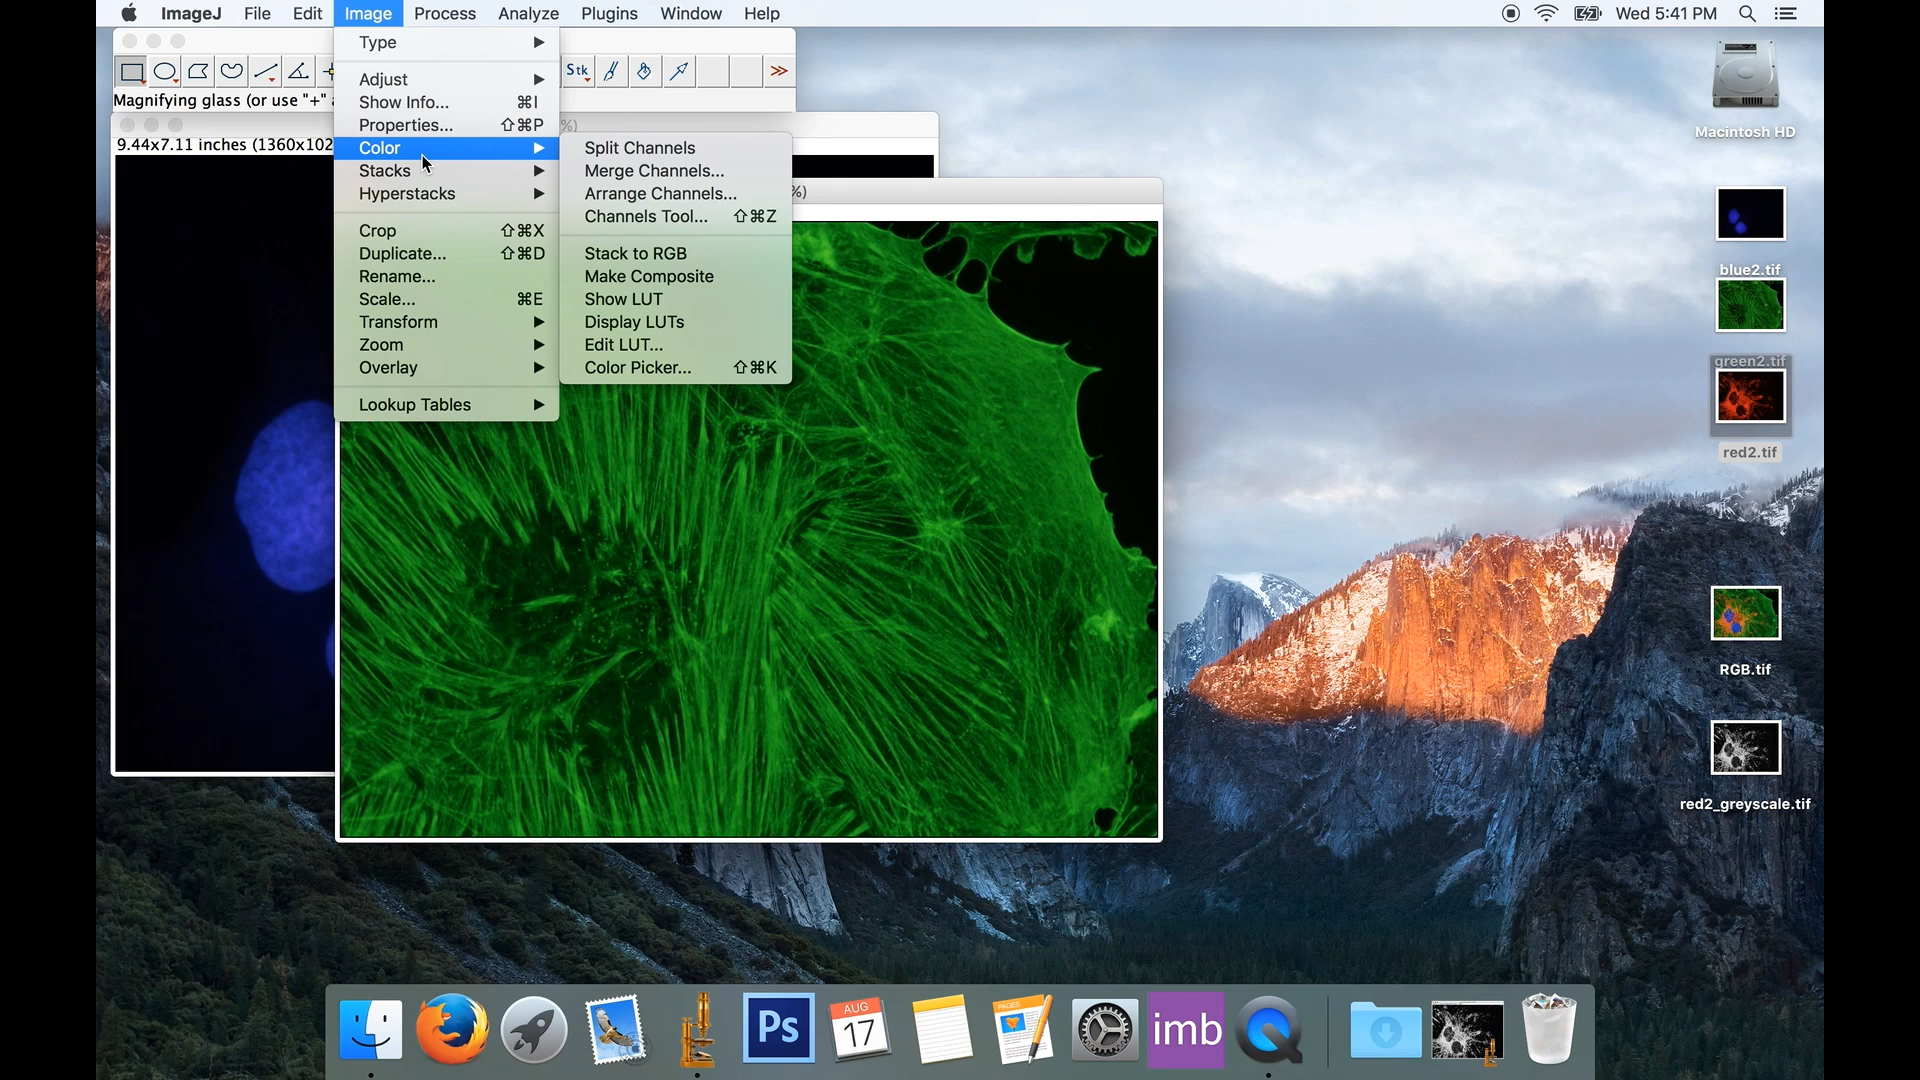 ImageJ File Edit Image Process Analyze Plugins Window Help Wed 5:41 PM
Stk >>
Magnifying glass (or use "+"
%)
9.44x7.11 inches (1360x102
%)
Type
Adjust
Show Info... ⌘I
Properties... ⇧⌘P
Color
Stacks
Hyperstacks
Crop ⇧⌘X
Duplicate... ⇧⌘D
Rename...
Scale... ⌘E
Transform
Zoom
Overlay
Lookup Tables
Split Channels
Merge Channels...
Arrange Channels...
Channels Tool... ⇧⌘Z
Stack to RGB
Make Composite
Show LUT
Display LUTs
Edit LUT...
Color Picker... ⇧⌘K
Macintosh HD
blue2.tif
green2.tif
red2.tif
RGB.tif
red2_greyscale.tif
Ps
AUG
17
PAGES
imb